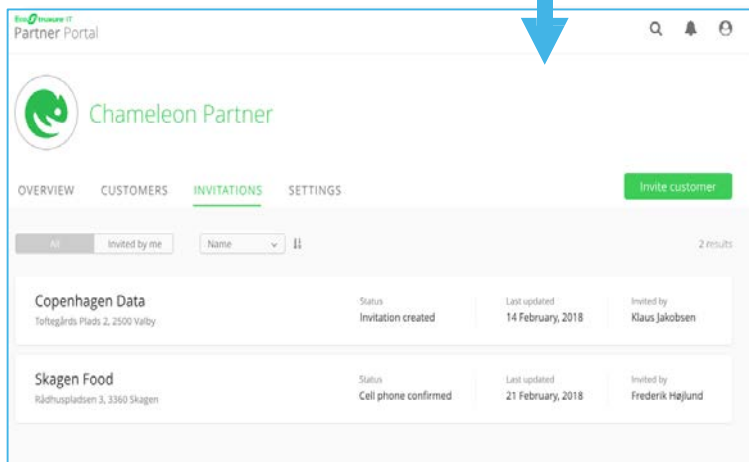 EcoStruxure IT
Partner Portal
Chameleon Partner
OVERVIEW CUSTOMERS INVITATIONS SETTINGS
Invite customer
All Invited by me Name 2 results
Copenhagen Data
Toftegårds Plads 2, 2500 Valby
Status
Invitation created
Last updated
14 February, 2018
Invited by
Klaus Jakobsen
Skagen Food
Rådhuspladsen 3, 3360 Skagen
Status
Cell phone confirmed
Last updated
21 February, 2018
Invited by
Frederik Højlund